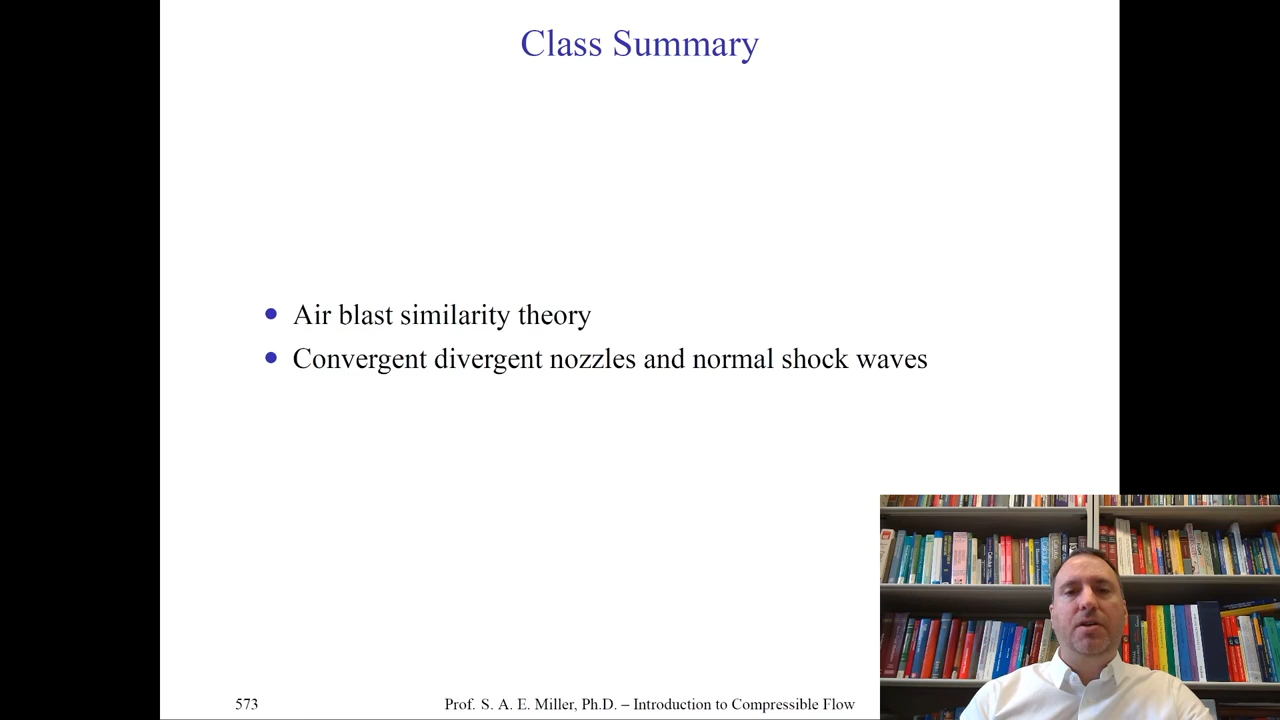 Class Summary
• Air blast similarity theory
• Convergent divergent nozzles and normal shock waves
573
Prof. S. A. E. Miller, Ph.D. – Introduction to Compressible Flow